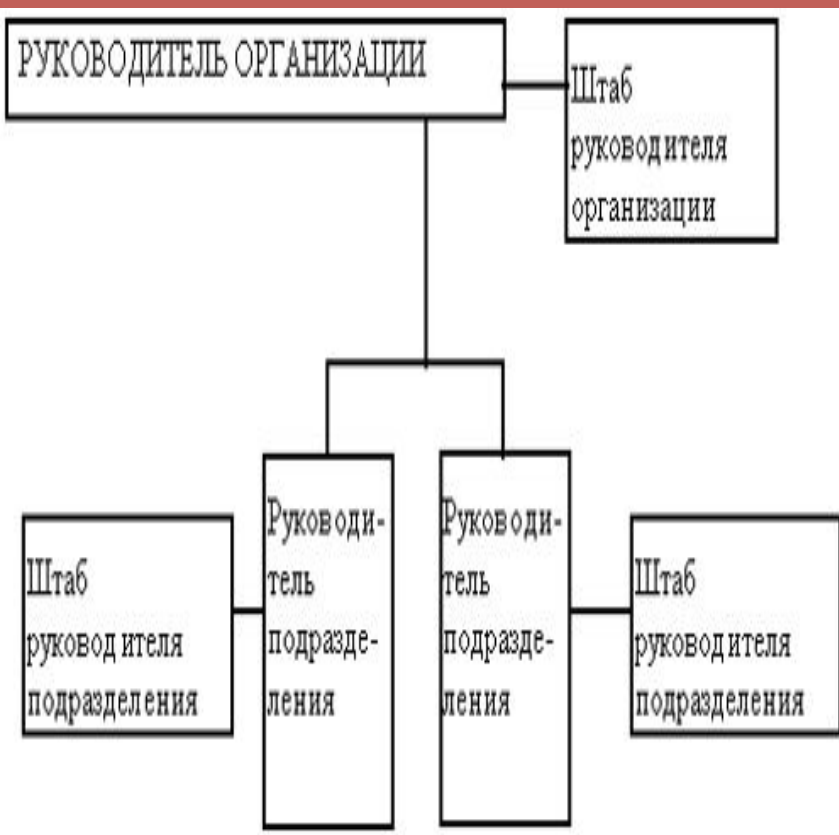 РУКОВОДИТЕЛЬ ОРГАНИЗАЦИИ
Штаб
руководителя
организации
Штаб
руководителя
подразделения
Руководи-
тель
подразде-
ления
Руководи-
тель
подразде-
ления
Штаб
руководителя
подразделения